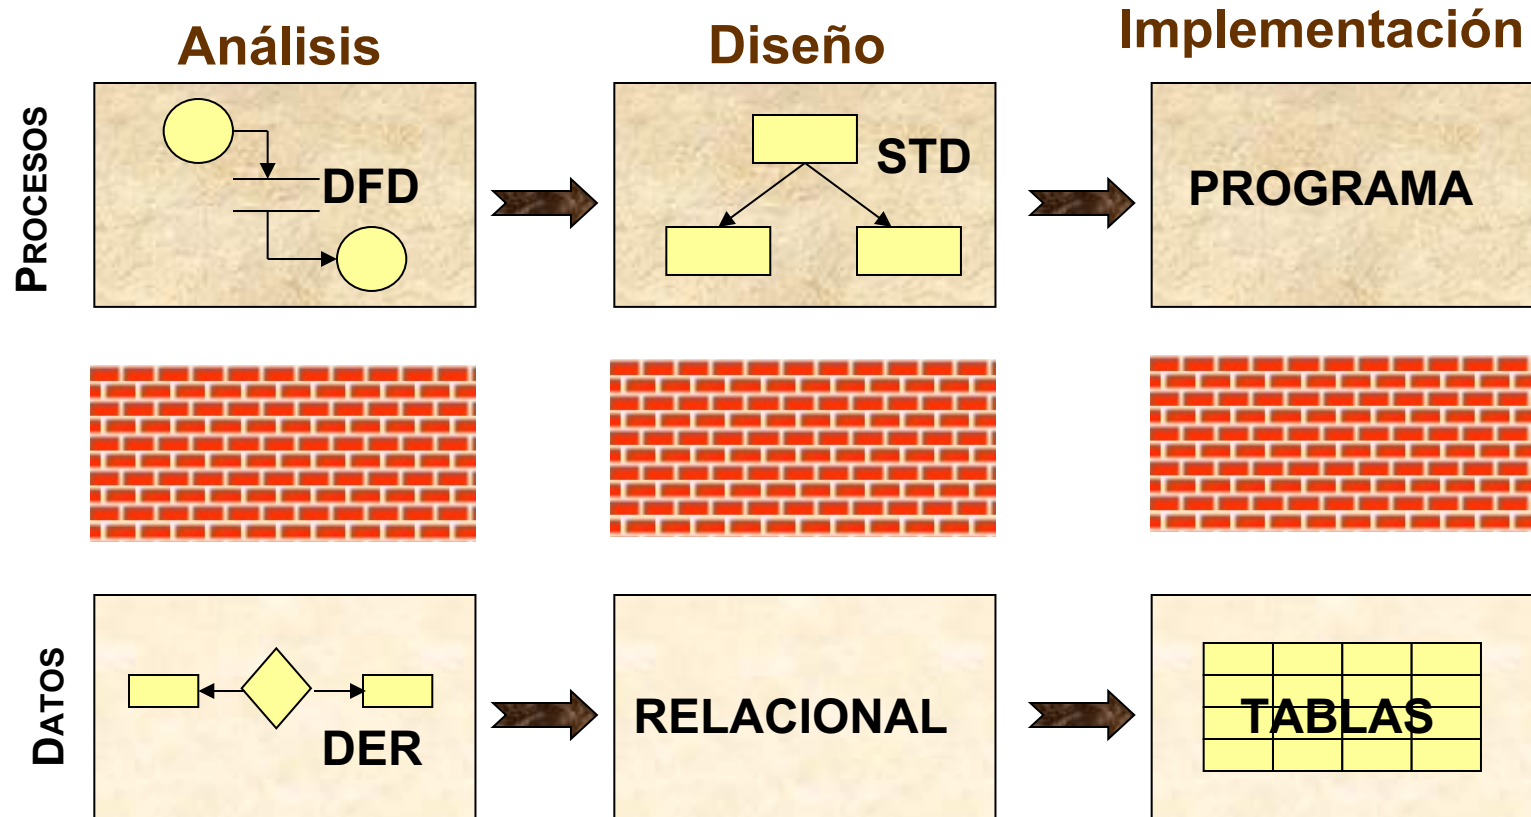 Análisis
Diseño
Implementación
PROCESOS
DFD
STD
PROGRAMA
DATOS
DER
RELACIONAL
TABLAS